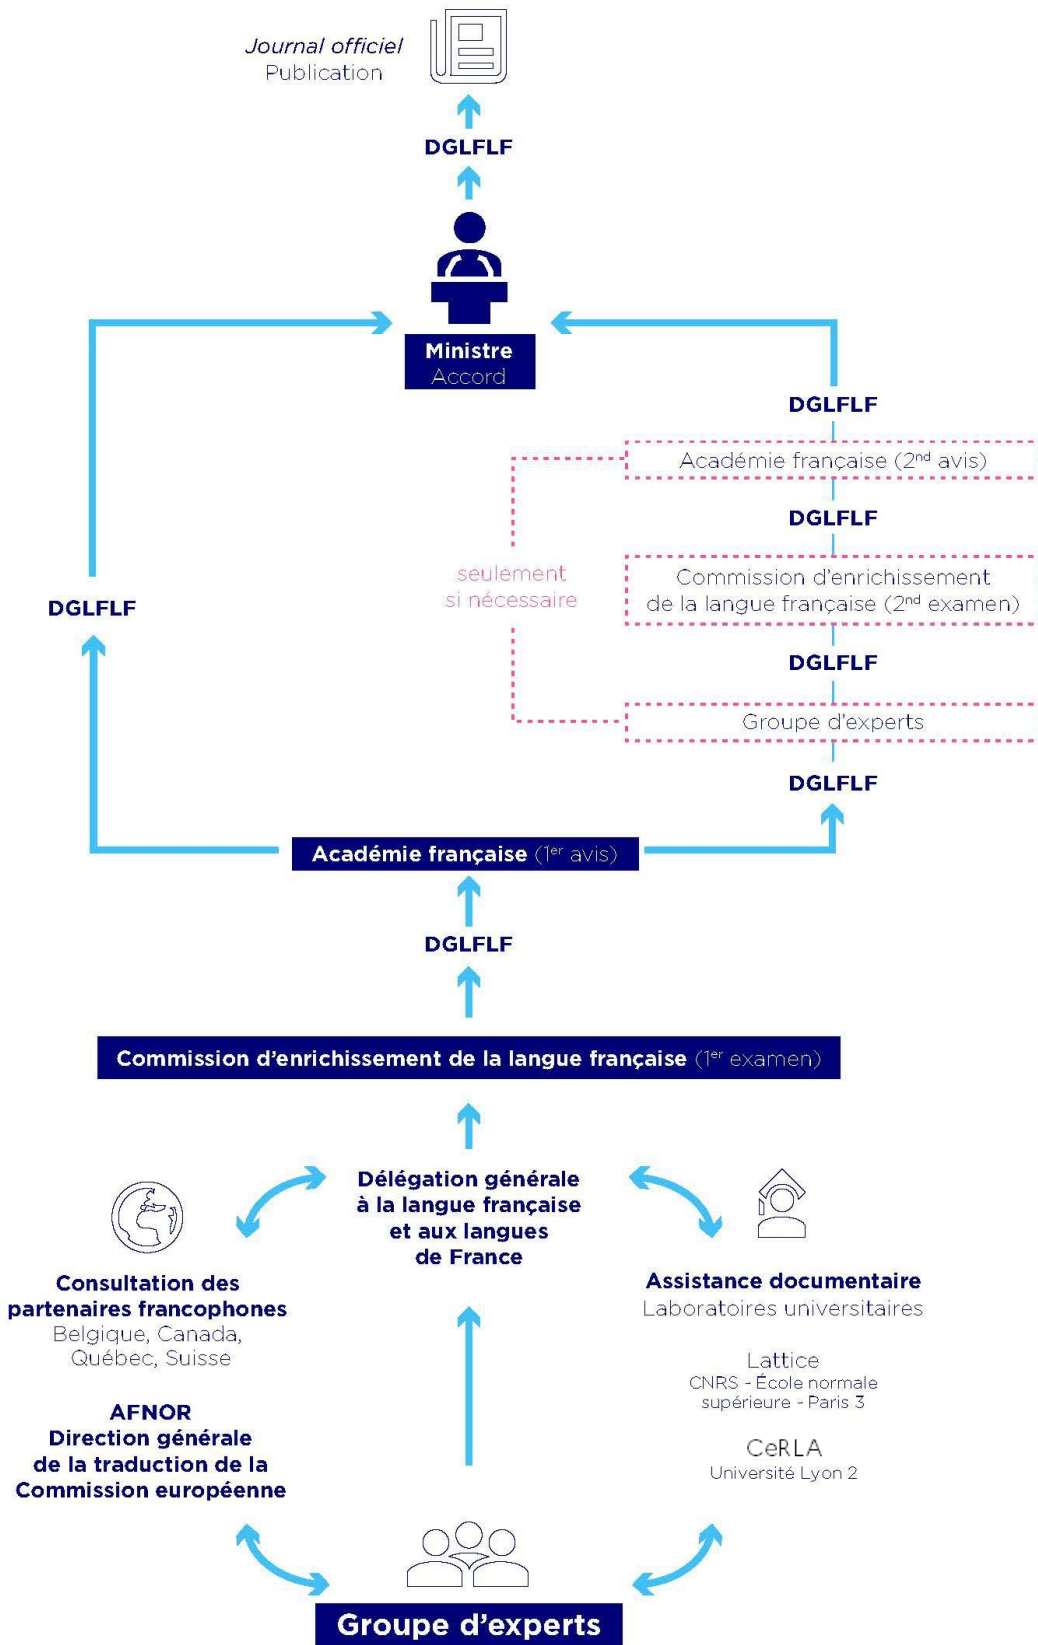 Journal officiel
Publication
DGLFLF
Ministre
Accord
DGLFLF
Académie française (2nd avis)
DGLFLF
seulement
si nécessaire
Commission d'enrichissement
de la langue française (2nd examen)
DGLFLF
DGLFLF
Groupe d'experts
DGLFLF
Académie française (1er avis)
DGLFLF
Commission d'enrichissement de la langue française (1er examen)
Délégation générale
à la langue française
et aux langues
de France
Consultation des
partenaires francophones
Belgique, Canada,
Québec, Suisse
AFNOR
Direction générale
de la traduction de la
Commission européenne
Assistance documentaire
Laboratoires universitaires
Lattice
CNRS - École normale
supérieure - Paris 3
CeRLA
Université Lyon 2
Groupe d'experts